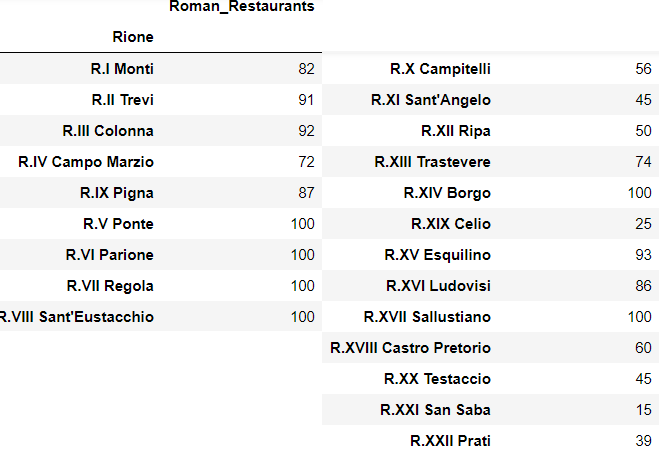 Roman_Restaurants
Rione
R.I Monti 82
R.II Trevi 91
R.III Colonna 92
R.IV Campo Marzio 72
R.IX Pigna 87
R.V Ponte 100
R.VI Parione 100
R.VII Regola 100
R.VIII Sant'Eustacchio 100
R.X Campitelli 56
R.XI Sant'Angelo 45
R.XII Ripa 50
R.XIII Trastevere 74
R.XIV Borgo 100
R.XIX Celio 25
R.XV Esquilino 93
R.XVI Ludovisi 86
R.XVII Sallustiano 100
R.XVIII Castro Pretorio 60
R.XX Testaccio 45
R.XXI San Saba 15
R.XXII Prati 39